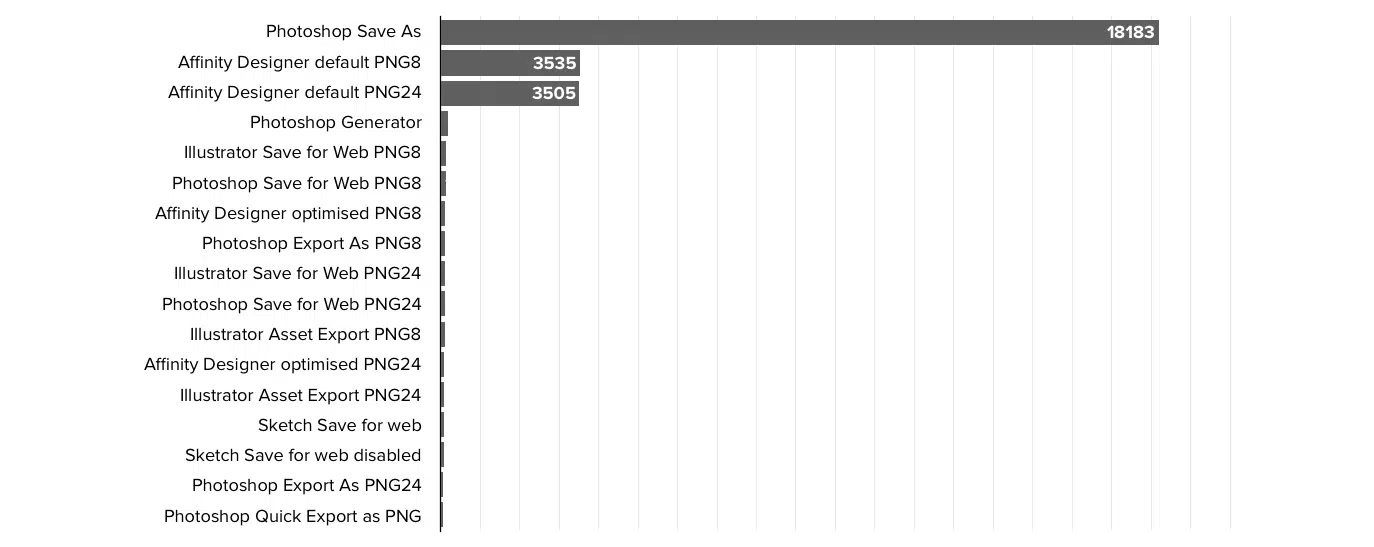 Photoshop Save As 18183
Affinity Designer default PNG8 3535
Affinity Designer default PNG24 3505
Photoshop Generator
Illustrator Save for Web PNG8
Photoshop Save for Web PNG8
Affinity Designer optimised PNG8
Photoshop Export As PNG8
Illustrator Save for Web PNG24
Photoshop Save for Web PNG24
Illustrator Asset Export PNG8
Affinity Designer optimised PNG24
Illustrator Asset Export PNG24
Sketch Save for web
Sketch Save for web disabled
Photoshop Export As PNG24
Photoshop Quick Export as PNG